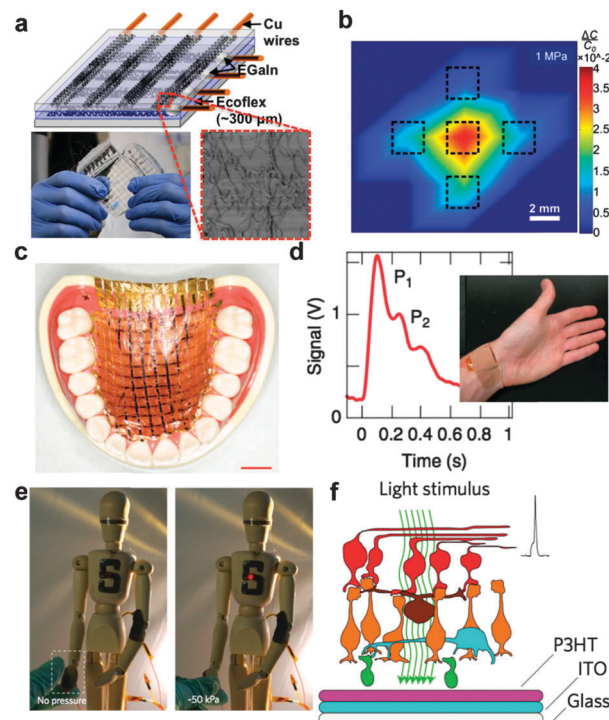 a
Cu
wires
EGaIn
Ecoflex
(~300 μm)
b
1 MPa
ΔC
C₀
×10^-2
4
3.5
3
2.5
2
1.5
1
0.5
0
2 mm
c
d
Signal (V)
1
0
P₁
P₂
0 0.2 0.4 0.6 0.8 1
Time (s)
e
S
No pressure
S
~50 kPa
f
Light stimulus
P3HT
ITO
Glass